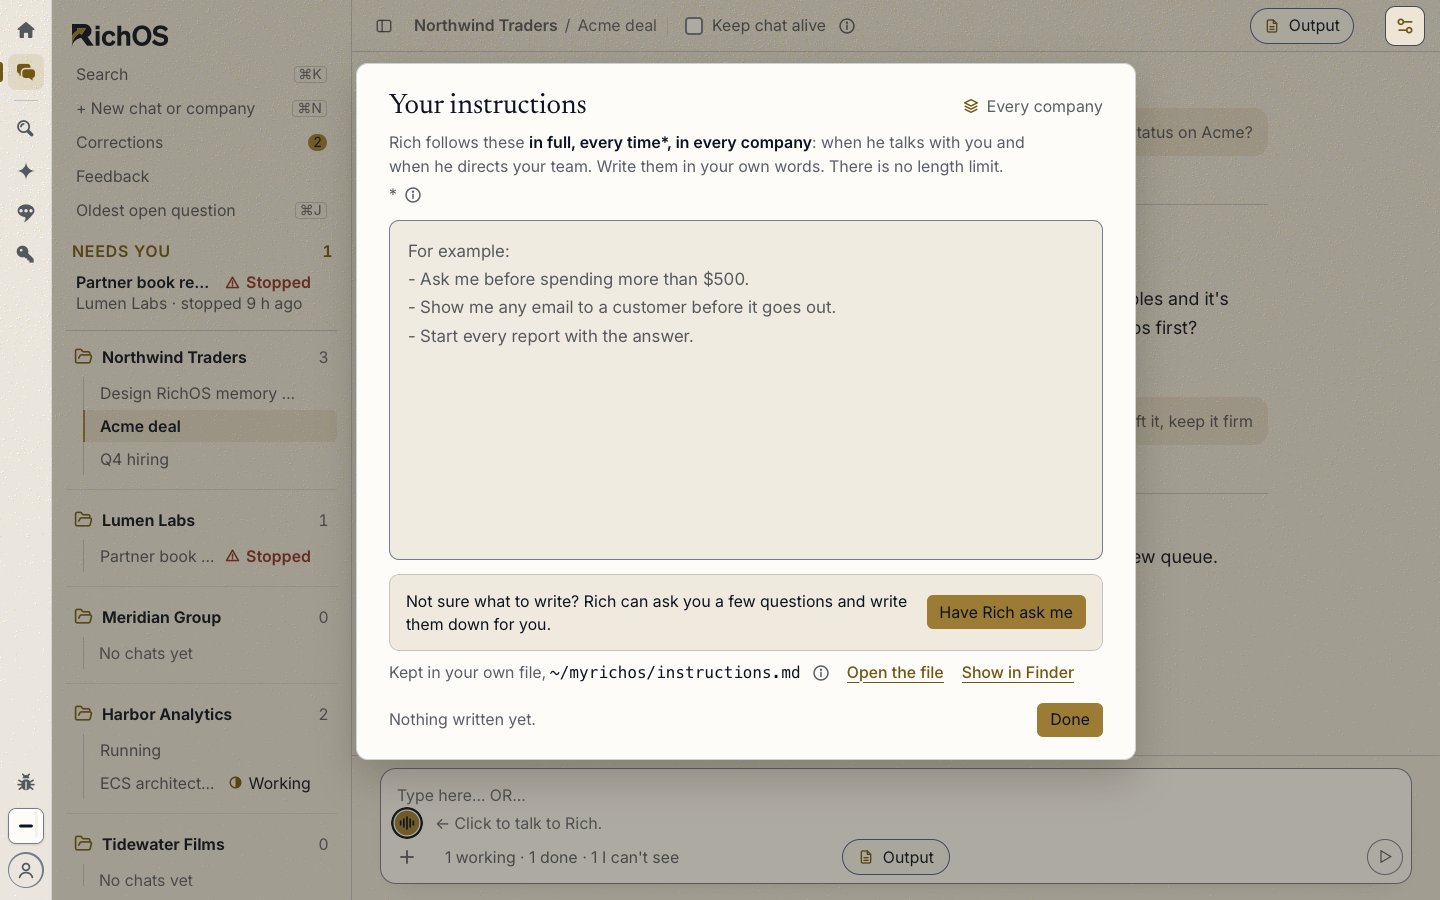 RichOS
Search ⌘K
+ New chat or company ⌘N
Corrections 2
Feedback
Oldest open question ⌘J
NEEDS YOU 1
Partner book re... Stopped
Lumen Labs · stopped 9 h ago
Northwind Traders 3
Design RichOS memory ...
Acme deal
Q4 hiring
Lumen Labs 1
Partner book ... Stopped
Meridian Group 0
No chats yet
Harbor Analytics 2
Running
ECS architect... Working
Tidewater Films 0
No chats yet
Northwind Traders / Acme deal
Keep chat alive
Output
tatus on Acme?
Your instructions
Every company
Rich follows these in full, every time*, in every company: when he talks with you and
when he directs your team. Write them in your own words. There is no length limit.
*
For example:
- Ask me before spending more than $500.
- Show me any email to a customer before it goes out.
- Start every report with the answer.
Not sure what to write? Rich can ask you a few questions and write
them down for you.
Have Rich ask me
Kept in your own file, ~/myrichos/instructions.md
Open the file
Show in Finder
Nothing written yet.
Done
and it's
first?
it, keep it firm
queue.
Type here... OR...
← Click to talk to Rich.
1 working · 1 done · 1 I can't see
Output